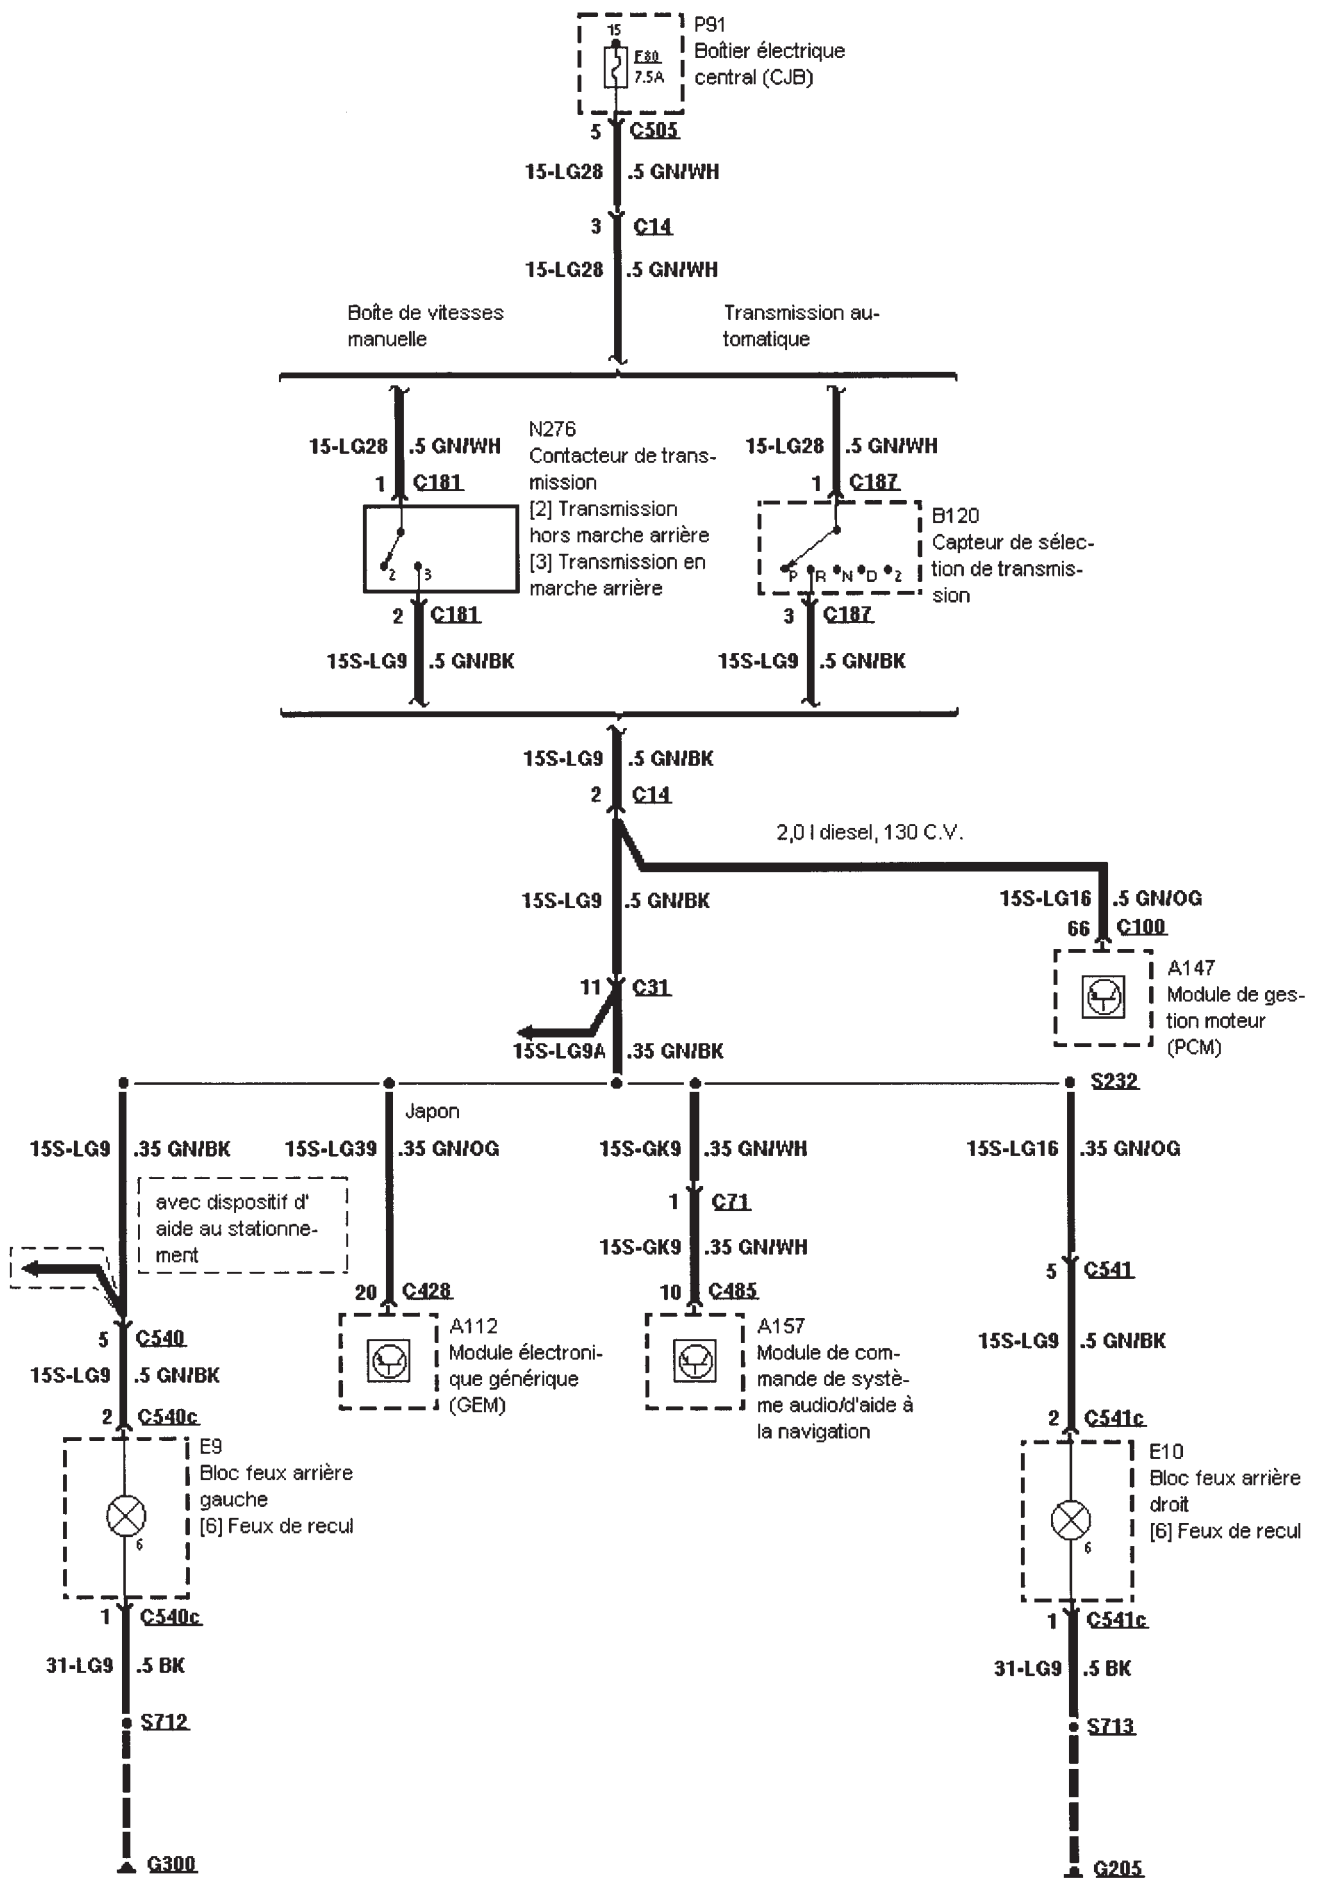 P91
15
Boîtier électrique
F80
7.5A
central (CJB)
5 C505
15-LG28 .5 GN/WH
3 C14
15-LG28 .5 GN/WH
Boîte de vitesses
manuelle
Transmission au-
tomatique
15-LG28 .5 GN/WH
1 C181
N276
Contacteur de trans-
mission
[2] Transmission
hors marche arrière
[3] Transmission en
marche arrière
2 3
2 C181
15S-LG9 .5 GN/BK
15-LG28 .5 GN/WH
1 C187
B120
Capteur de sélec-
tion de transmis-
sion
P R N D 2
3 C187
15S-LG9 .5 GN/BK
15S-LG9 .5 GN/BK
2 C14
2,0 l diesel, 130 C.V.
15S-LG9 .5 GN/BK
15S-LG16 .5 GN/OG
66 C100
A147
Module de ges-
tion moteur
(PCM)
11 C31
15S-LG9A .35 GN/BK
S232
Japon
15S-LG9 .35 GN/BK
15S-LG39 .35 GN/OG
15S-GK9 .35 GN/WH
15S-LG16 .35 GN/OG
avec dispositif d'
aide au stationne-
ment
1 C71
15S-GK9 .35 GN/WH
5 C541
20 C428
10 C485
5 C540
15S-LG9 .5 GN/BK
A112
Module électroni-
que générique
(GEM)
A157
Module de com-
mande de systè-
me audio/d'aide à
la navigation
15S-LG9 .5 GN/BK
2 C540c
2 C541c
E9
Bloc feux arrière
gauche
[6] Feux de recul
6
E10
Bloc feux arrière
droit
[6] Feux de recul
6
1 C540c
1 C541c
31-LG9 .5 BK
31-LG9 .5 BK
S712
S713
G300
G205